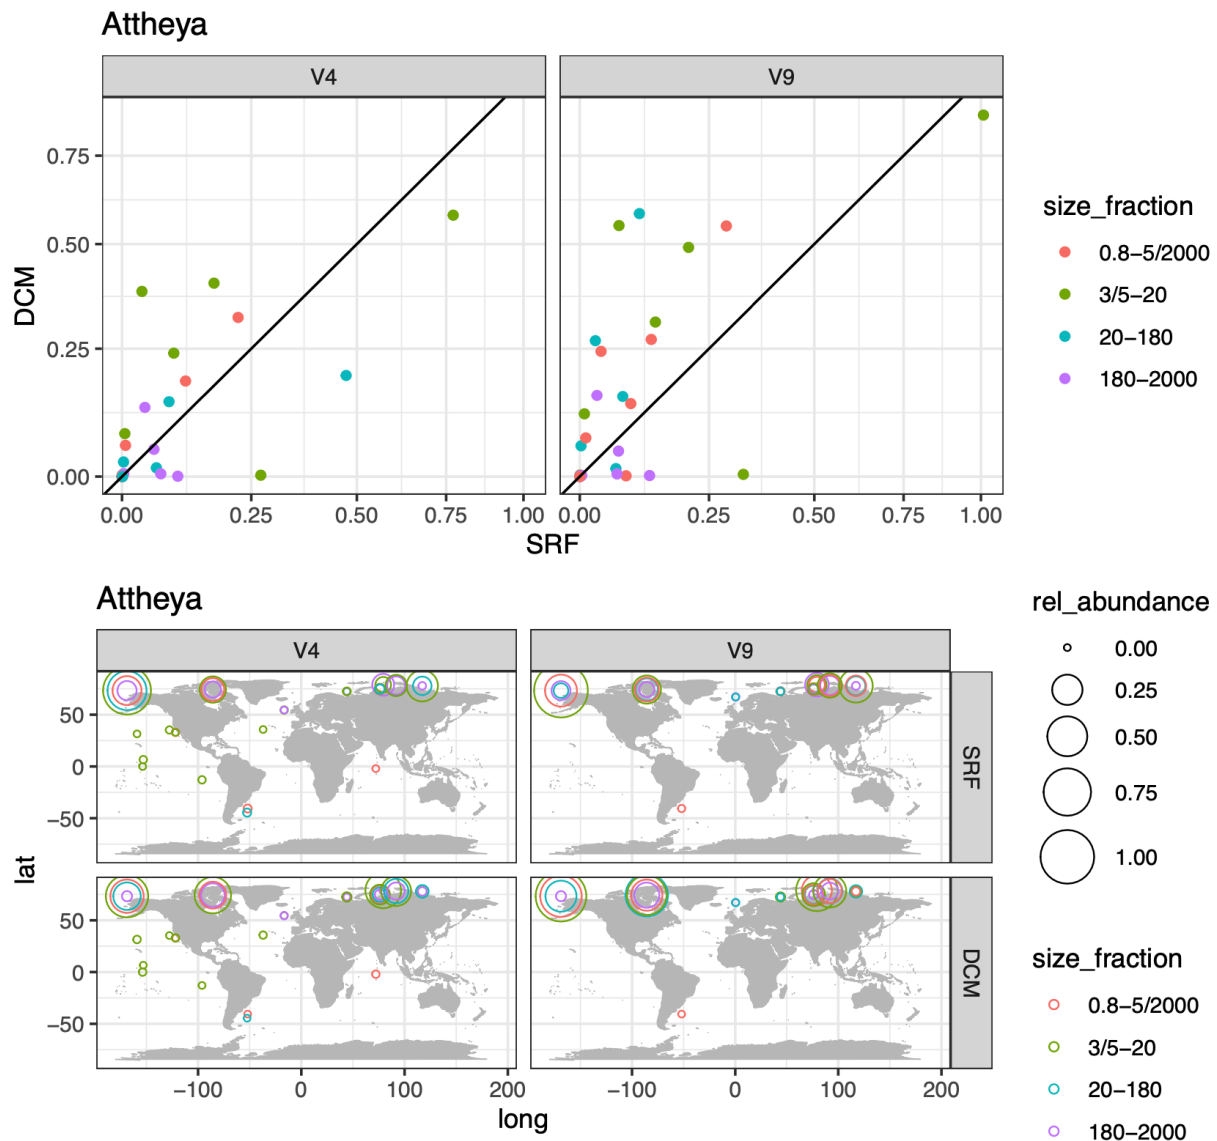 Attheya
V4 V9
0.75
0.50
0.25
0.00
DCM
0.00 0.25 0.50 0.75 1.00 0.00 0.25 0.50 0.75 1.00
SRF
size_fraction
0.8−5/2000
3/5−20
20−180
180−2000
Attheya
V4 V9
50
0
−50
SRF
50
0
−50
DCM
lat
−100 0 100 200 −100 0 100 200
long
rel_abundance
0.00
0.25
0.50
0.75
1.00
size_fraction
0.8−5/2000
3/5−20
20−180
180−2000